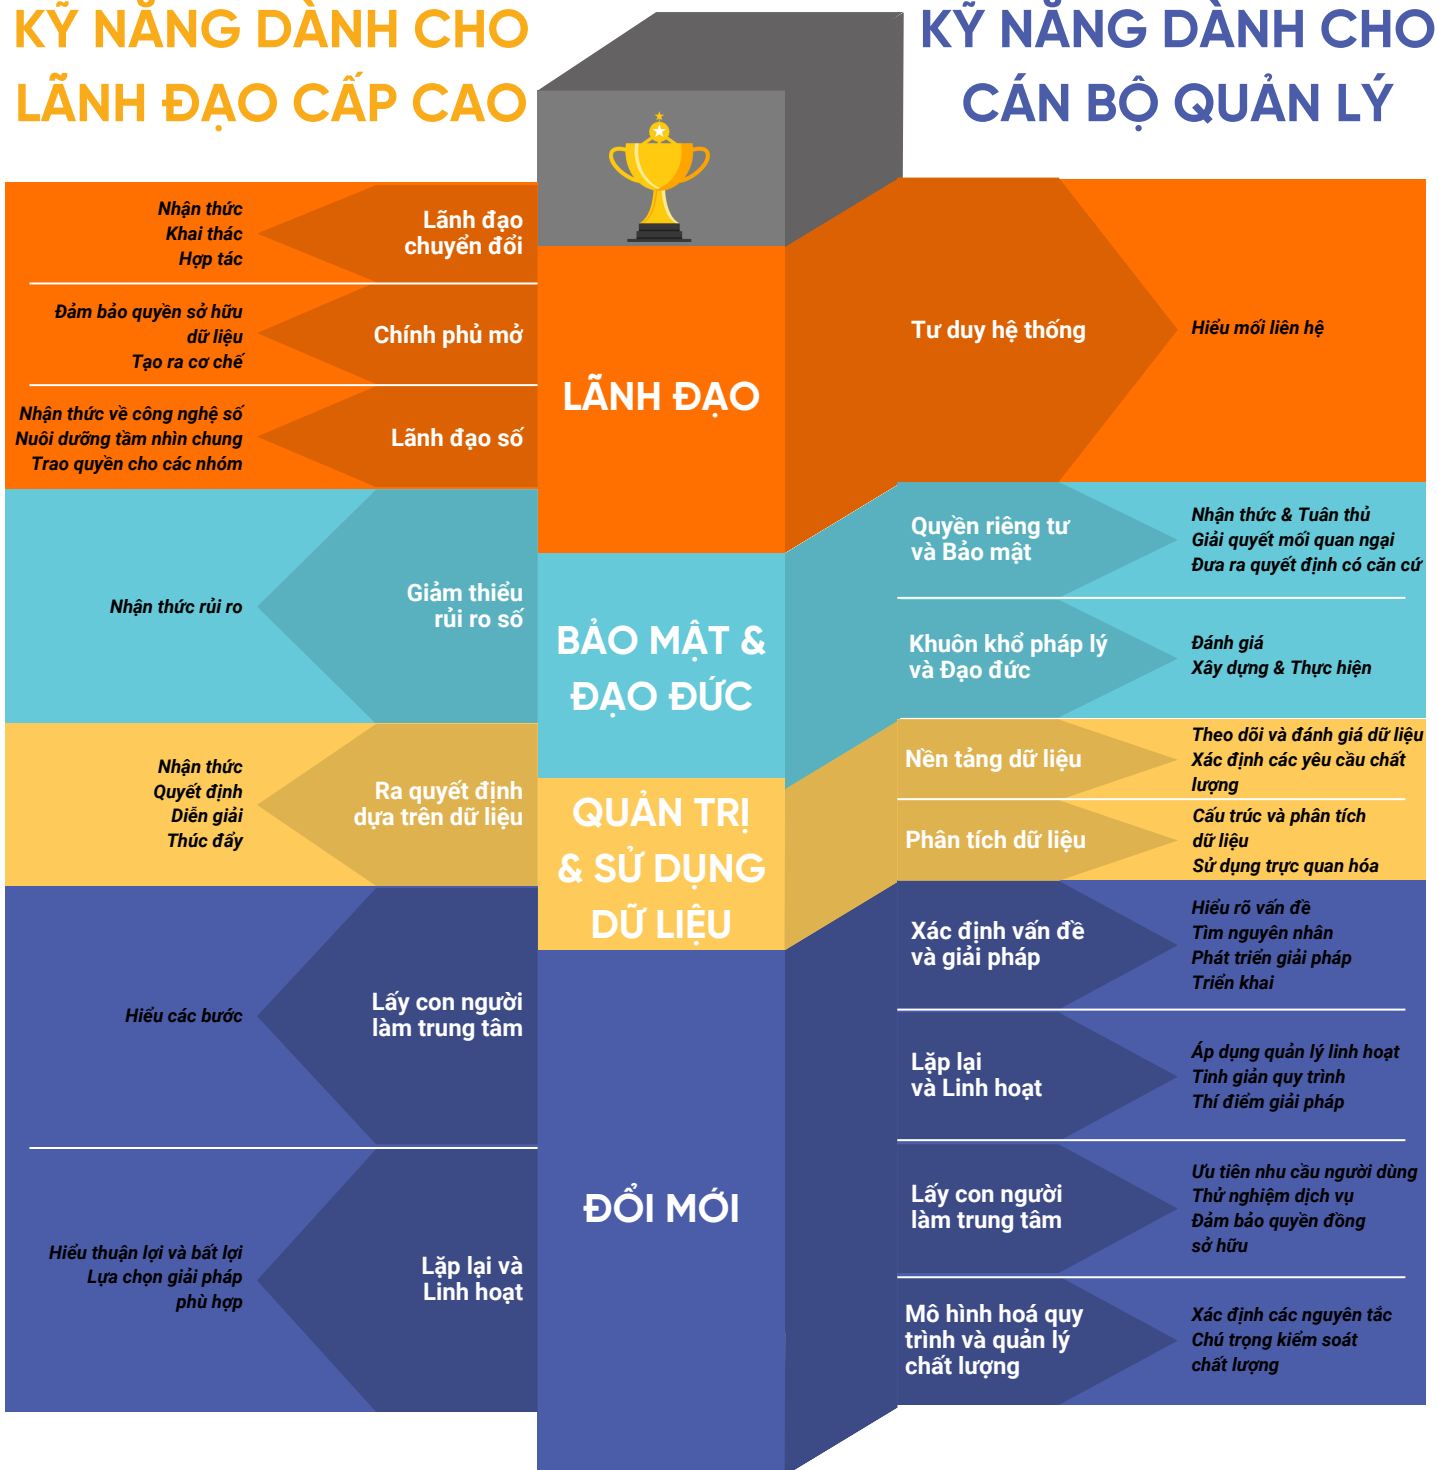 KỸ NĂNG DÀNH CHO
LÃNH ĐẠO CẤP CAO
KỸ NĂNG DÀNH CHO
CÁN BỘ QUẢN LÝ
Nhận thức
Khai thác
Hợp tác
Lãnh đạo
chuyển đổi
Đảm bảo quyền sở hữu
dữ liệu
Tạo ra cơ chế
Chính phủ mở
Nhận thức về công nghệ số
Nuôi dưỡng tầm nhìn chung
Trao quyền cho các nhóm
Lãnh đạo số
LÃNH ĐẠO
Tư duy hệ thống
Hiểu mối liên hệ
Nhận thức rủi ro
Giảm thiểu
rủi ro số
BẢO MẬT &
ĐẠO ĐỨC
Quyền riêng tư
và Bảo mật
Nhận thức & Tuân thủ
Giải quyết mối quan ngại
Đưa ra quyết định có căn cứ
Khuôn khổ pháp lý
và Đạo đức
Đánh giá
Xây dựng & Thực hiện
Nhận thức
Quyết định
Diễn giải
Thúc đẩy
Ra quyết định
dựa trên dữ liệu
QUẢN TRỊ
& SỬ DỤNG
DỮ LIỆU
Nền tảng dữ liệu
Theo dõi và đánh giá dữ liệu
Xác định các yêu cầu chất
lượng
Phân tích dữ liệu
Cấu trúc và phân tích
dữ liệu
Sử dụng trực quan hóa
Hiểu các bước
Lấy con người
làm trung tâm
Hiểu thuận lợi và bất lợi
Lựa chọn giải pháp
phù hợp
Lặp lại và
Linh hoạt
ĐỔI MỚI
Xác định vấn đề
và giải pháp
Hiểu rõ vấn đề
Tìm nguyên nhân
Phát triển giải pháp
Triển khai
Lặp lại
và Linh hoạt
Áp dụng quản lý linh hoạt
Tinh giản quy trình
Thí điểm giải pháp
Lấy con người
làm trung tâm
Ưu tiên nhu cầu người dùng
Thử nghiệm dịch vụ
Đảm bảo quyền đồng
sở hữu
Mô hình hoá quy
trình và quản lý
chất lượng
Xác định các nguyên tắc
Chú trọng kiểm soát
chất lượng